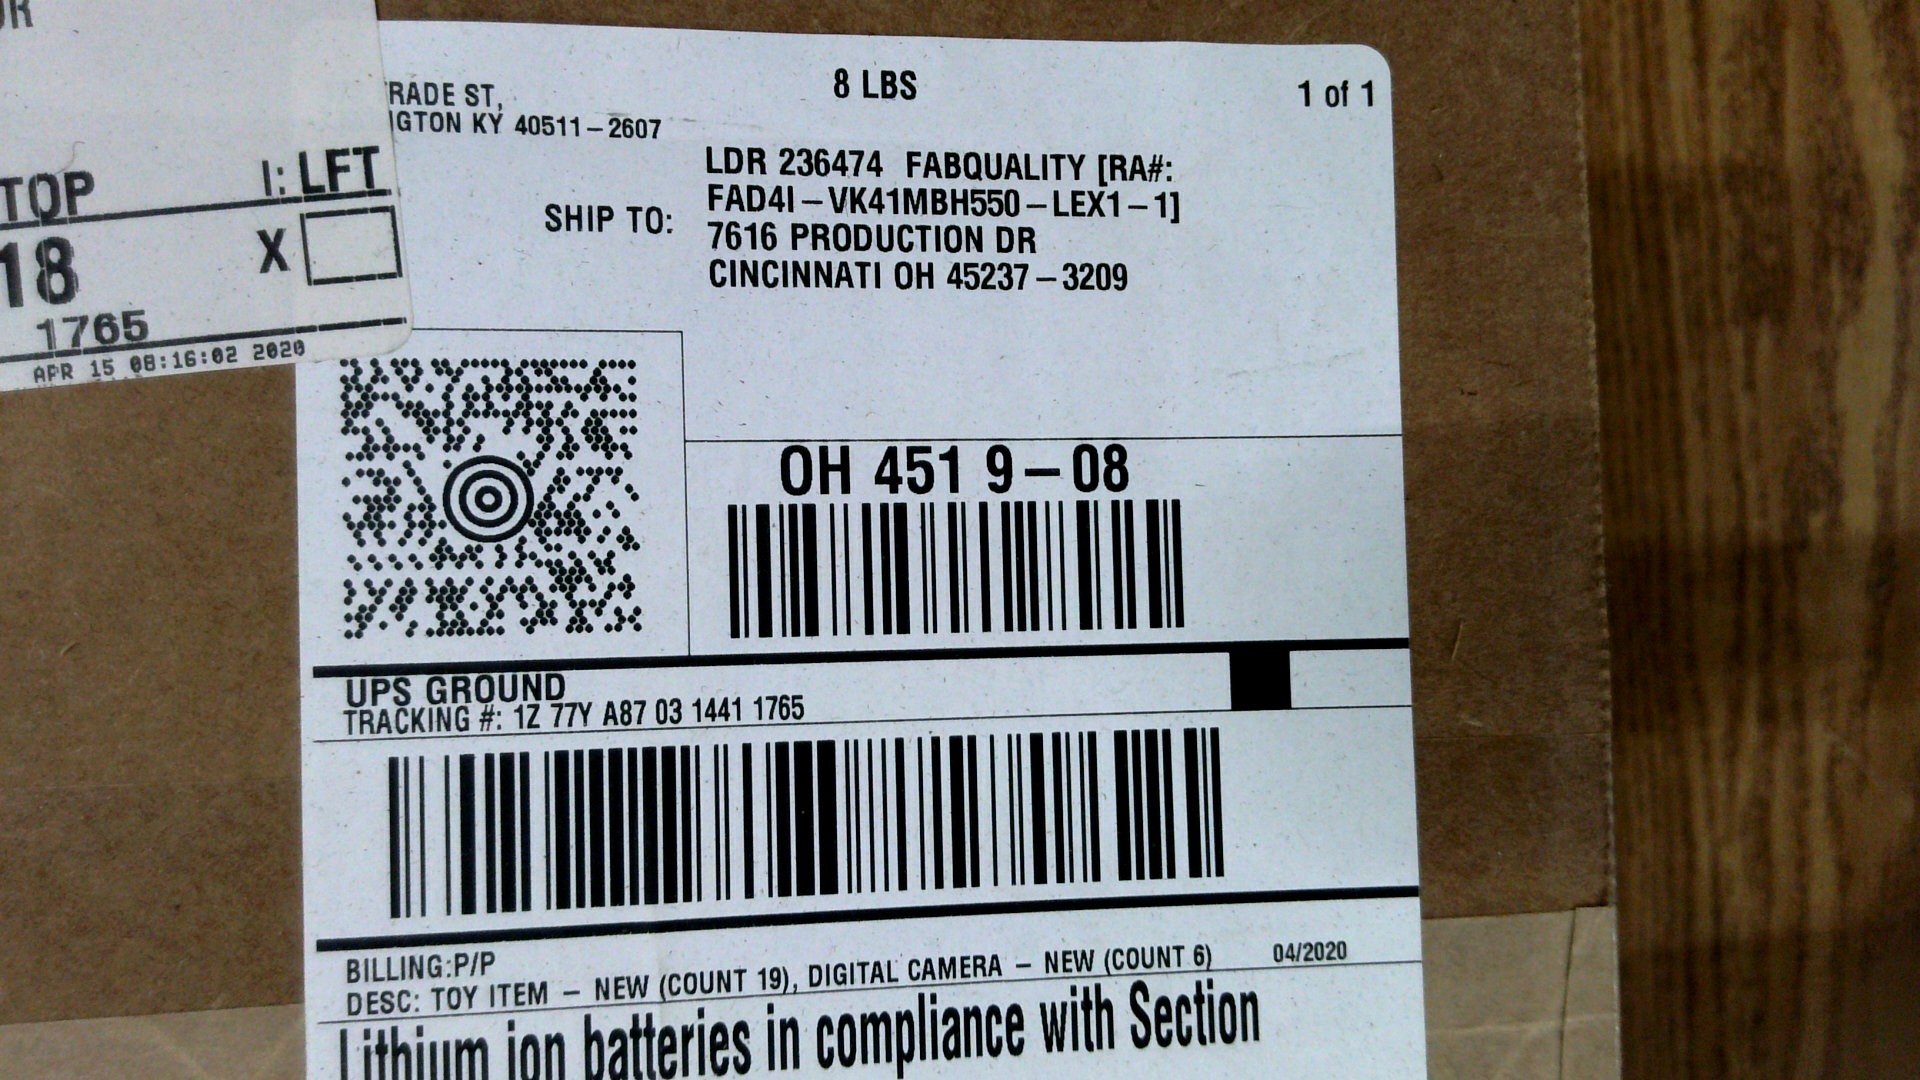 TOP I: LFT
18 X
1765
APR 15 08:16:02 2020
RADE ST,
GTON KY 40511-2607
8 LBS
1 of 1
SHIP TO:
LDR 236474 FABQUALITY [RA#:
FAD4I-VK41MBH550-LEX1-1]
7616 PRODUCTION DR
CINCINNATI OH 45237-3209
OH 451 9-08
UPS GROUND
TRACKING #: 1Z 77Y A87 03 1441 1765
BILLING:P/P
DESC: TOY ITEM - NEW (COUNT 19), DIGITAL CAMERA - NEW (COUNT 6) 04/2020
Lithium ion batteries in compliance with Section